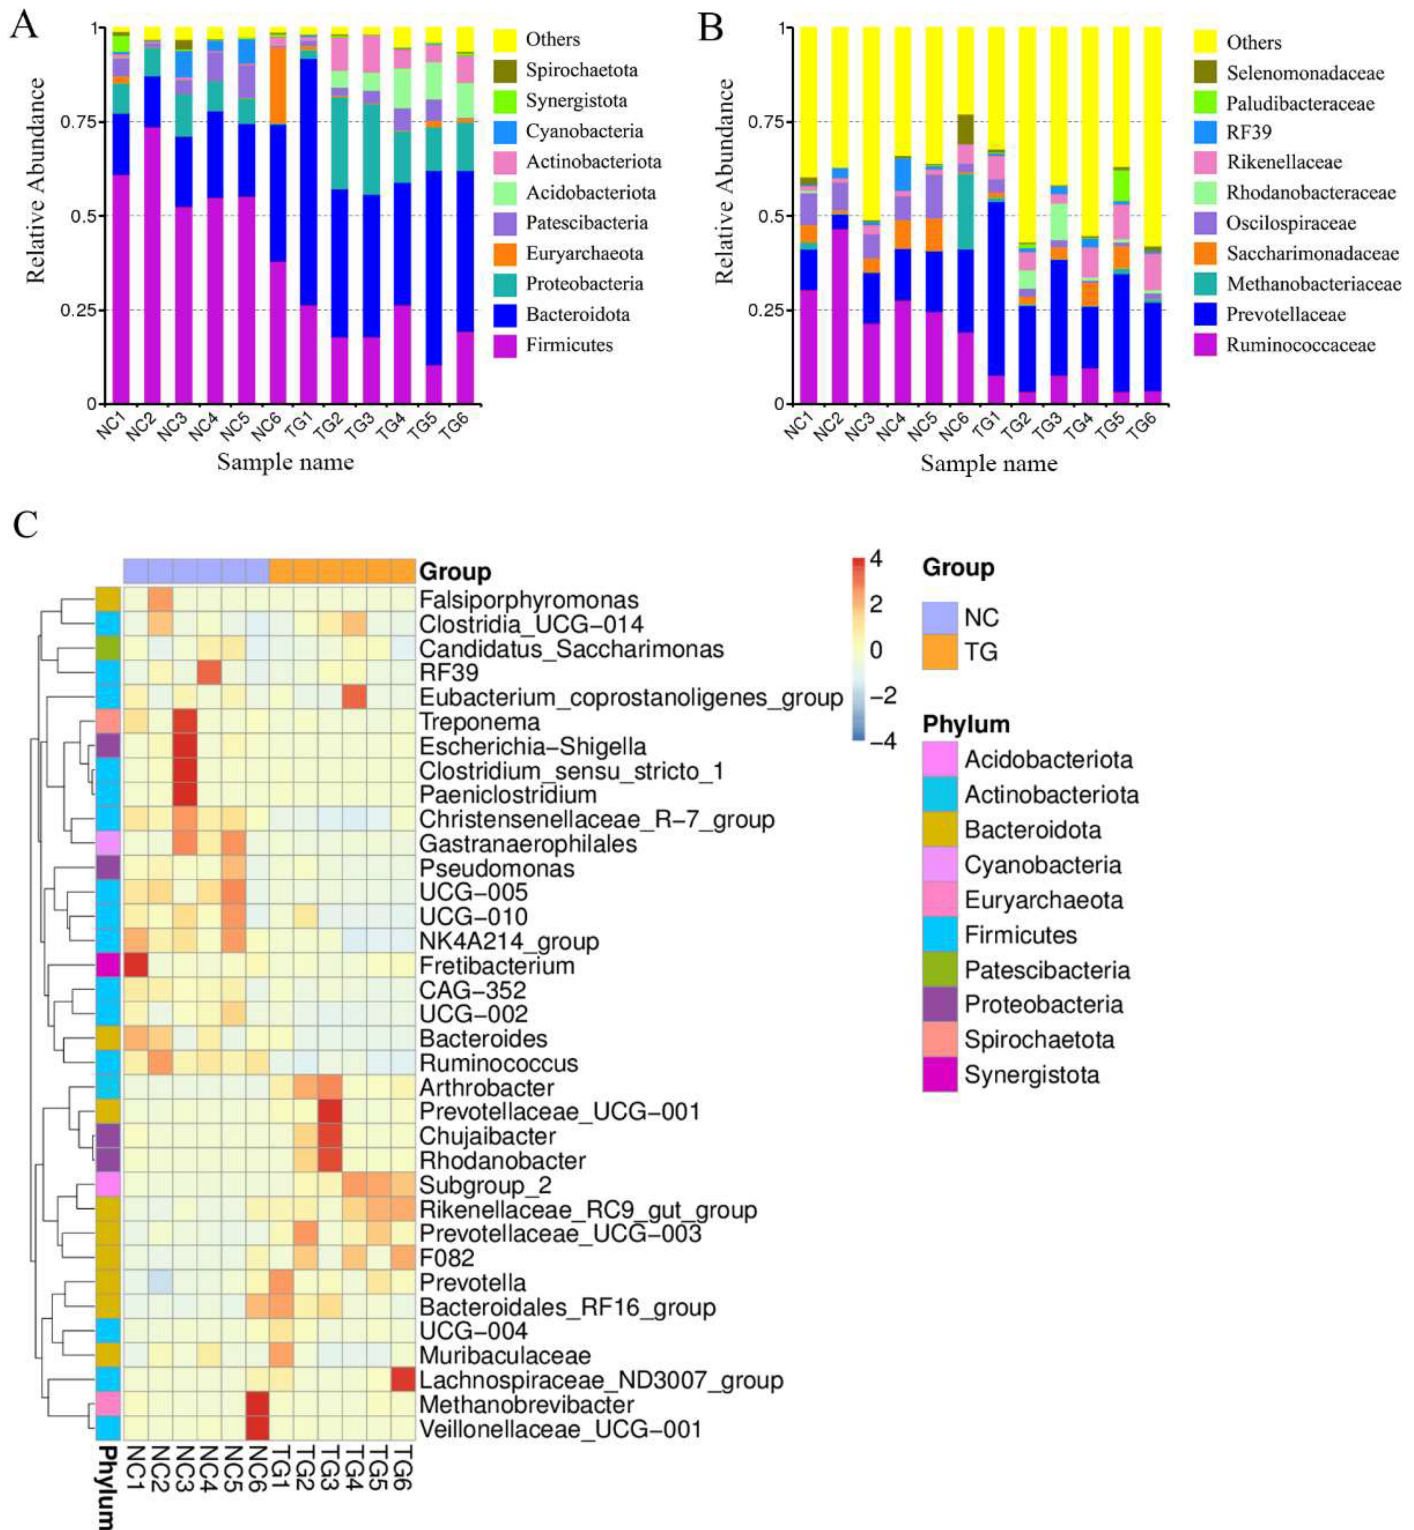 A
1
0.75
0.5
0.25
0
Relative Abundance
NC1 NC2 NC3 NC4 NC5 NC6 TG1 TG2 TG3 TG4 TG5 TG6
Sample name
Others
Spirochaetota
Synergistota
Cyanobacteria
Actinobacteriota
Acidobacteriota
Patescibacteria
Euryarchaeota
Proteobacteria
Bacteroidota
Firmicutes
B
1
0.75
0.5
0.25
0
Relative Abundance
NC1 NC2 NC3 NC4 NC5 NC6 TG1 TG2 TG3 TG4 TG5 TG6
Sample name
Others
Selenomonadaceae
Paludibacteraceae
RF39
Rikenellaceae
Rhodanobacteraceae
Oscilospiraceae
Saccharimonadaceae
Methanobacteriaceae
Prevotellaceae
Ruminococcaceae
C
Group
Falsiporphyromonas
Clostridia_UCG−014
Candidatus_Saccharimonas
RF39
Eubacterium_coprostanoligenes_group
Treponema
Escherichia−Shigella
Clostridium_sensu_stricto_1
Paeniclostridium
Christensenellaceae_R−7_group
Gastranaerophilales
Pseudomonas
UCG−005
UCG−010
NK4A214_group
Fretibacterium
CAG−352
UCG−002
Bacteroides
Ruminococcus
Arthrobacter
Prevotellaceae_UCG−001
Chujaibacter
Rhodanobacter
Subgroup_2
Rikenellaceae_RC9_gut_group
Prevotellaceae_UCG−003
F082
Prevotella
Bacteroidales_RF16_group
UCG−004
Muribaculaceae
Lachnospiraceae_ND3007_group
Methanobrevibacter
Veillonellaceae_UCG−001
Phylum NC1 NC2 NC3 NC4 NC5 NC6 TG1 TG2 TG3 TG4 TG5 TG6
4
2
0
−2
−4
Group
NC
TG
Phylum
Acidobacteriota
Actinobacteriota
Bacteroidota
Cyanobacteria
Euryarchaeota
Firmicutes
Patescibacteria
Proteobacteria
Spirochaetota
Synergistota